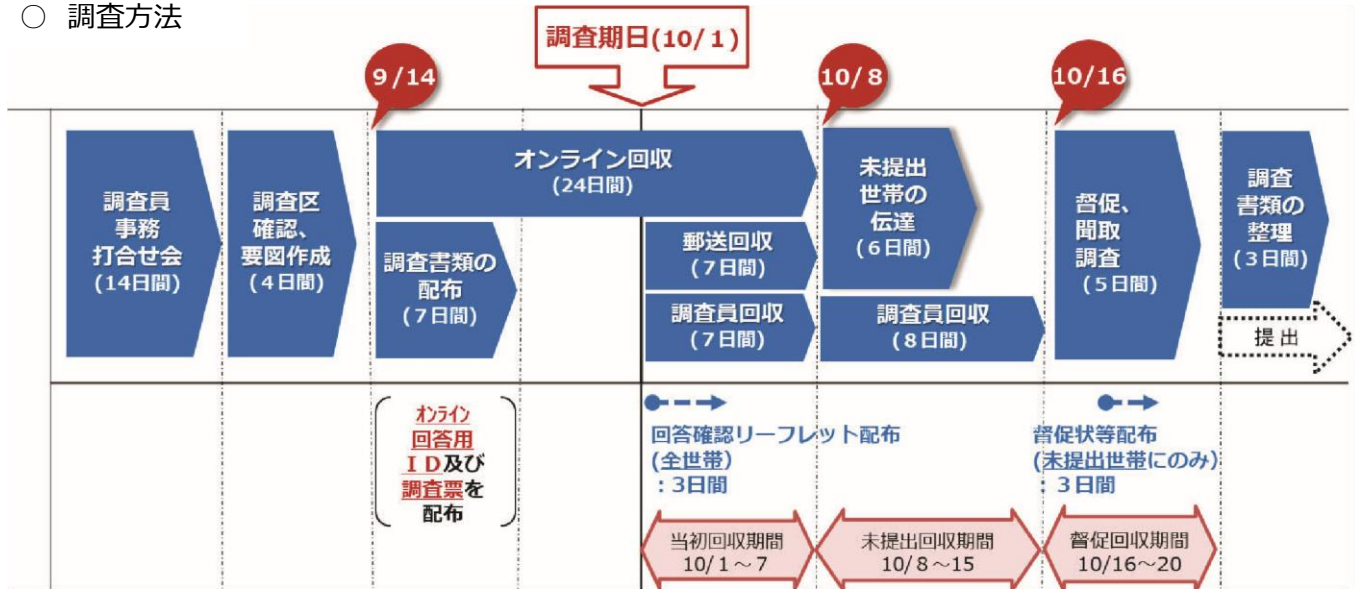 ○ 調査方法
調査期日(10/1)
9/14
10/8
10/16
調査員
事務
打合せ会
(14日間)
調査区
確認、
要図作成
(4日間)
オンライン回収
(24日間)
調査書類の
配布
(7日間)
郵送回収
(7日間)
調査員回収
(7日間)
未提出
世帯の
伝達
(6日間)
調査員回収
(8日間)
督促、
聞取
調査
(5日間)
調査
書類の
整理
(3日間)
提出
オンライン
回答用
ID及び
調査票を
配布
回答確認リーフレット配布
(全世帯)
:3日間
督促状等配布
(未提出世帯にのみ)
:3日間
当初回収期間
10/1~7
未提出回収期間
10/8~15
督促回収期間
10/16~20